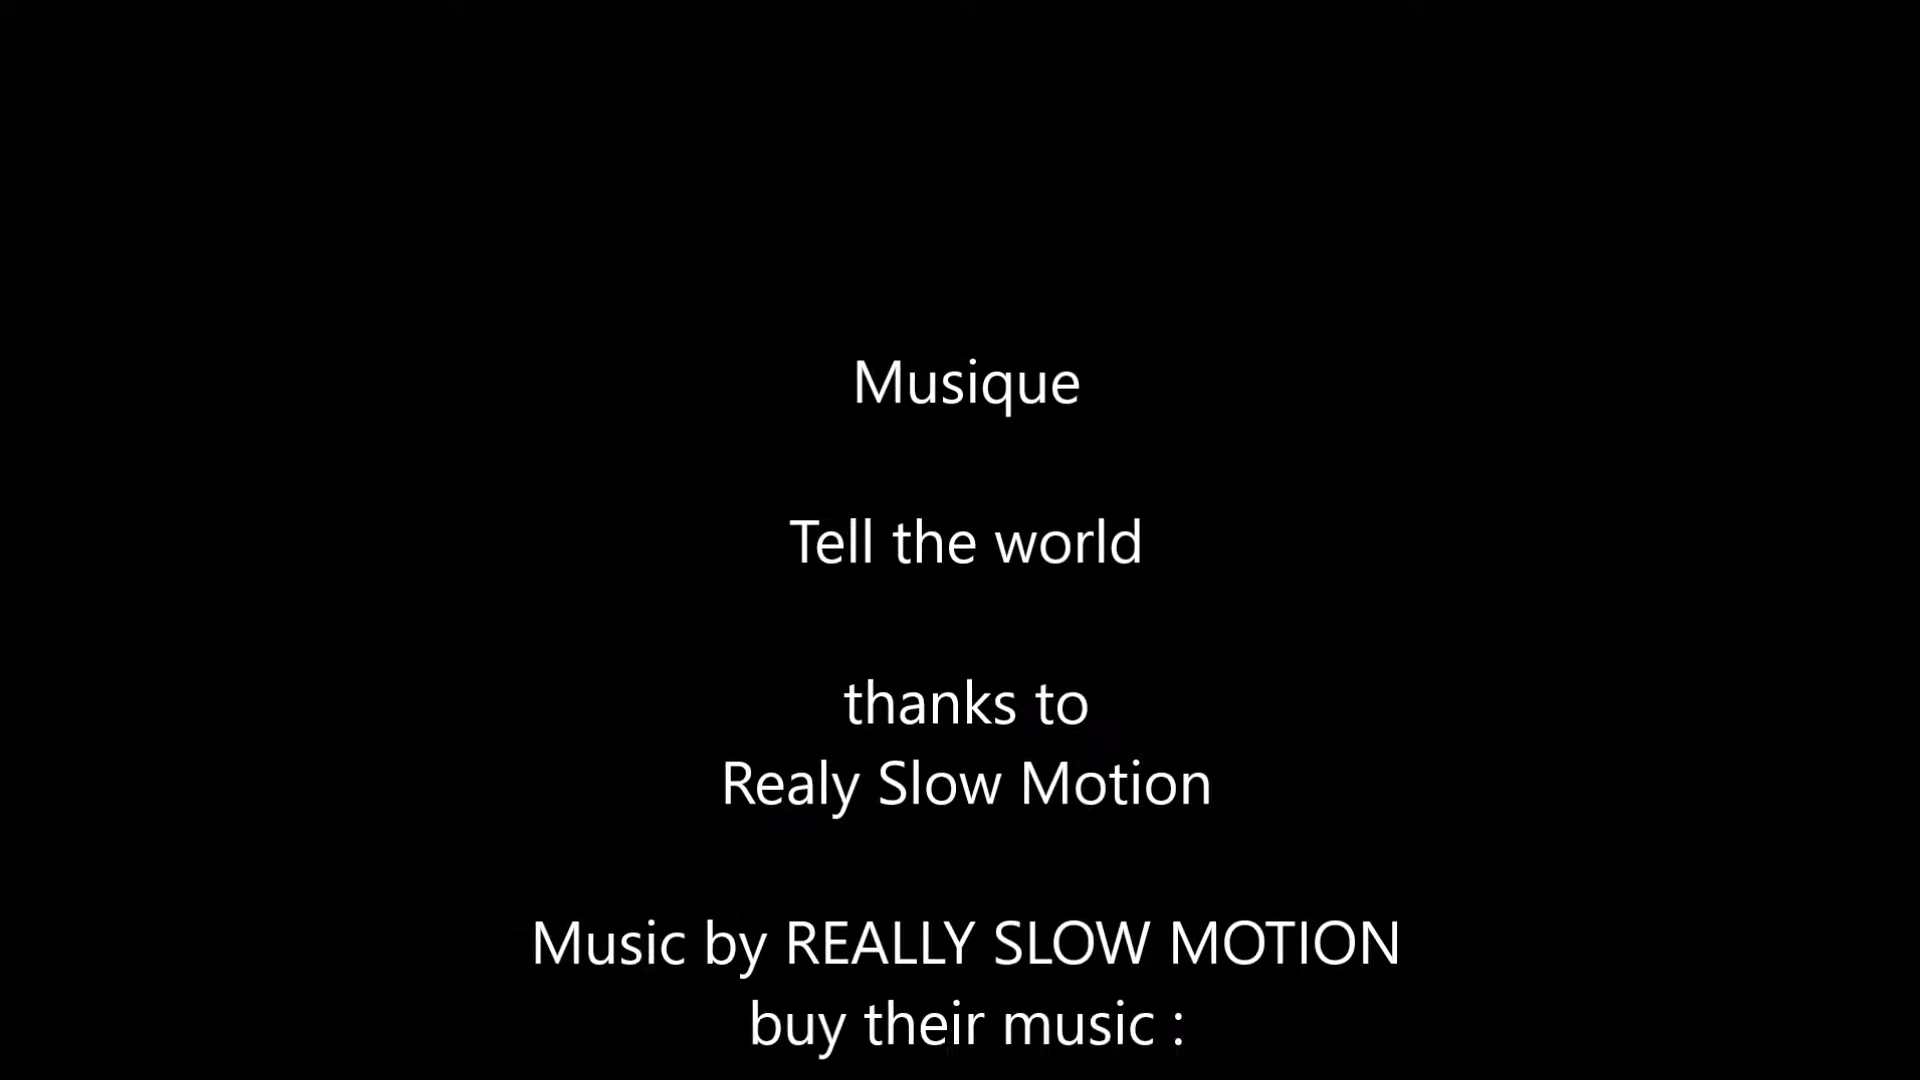 Musique
Tell the world
thanks to
Realy Slow Motion
Music by REALLY SLOW MOTION
buy their music :